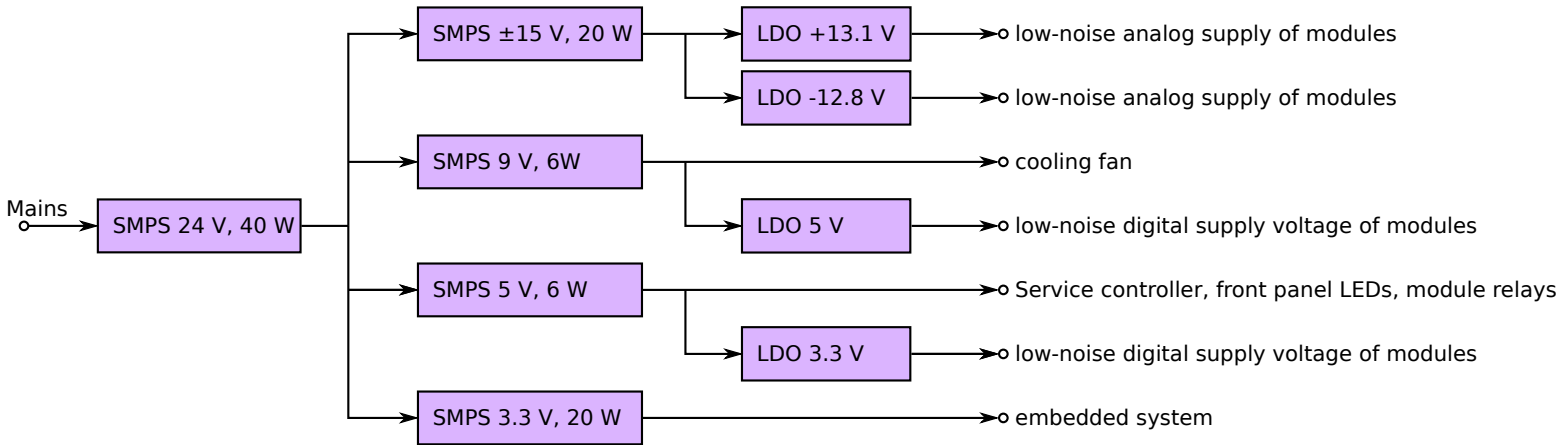 SMPS ±15 V, 20 W
LDO +13.1 V
low-noise analog supply of modules
LDO -12.8 V
low-noise analog supply of modules
SMPS 9 V, 6W
cooling fan
Mains
SMPS 24 V, 40 W
LDO 5 V
low-noise digital supply voltage of modules
SMPS 5 V, 6 W
Service controller, front panel LEDs, module relays
LDO 3.3 V
low-noise digital supply voltage of modules
SMPS 3.3 V, 20 W
embedded system